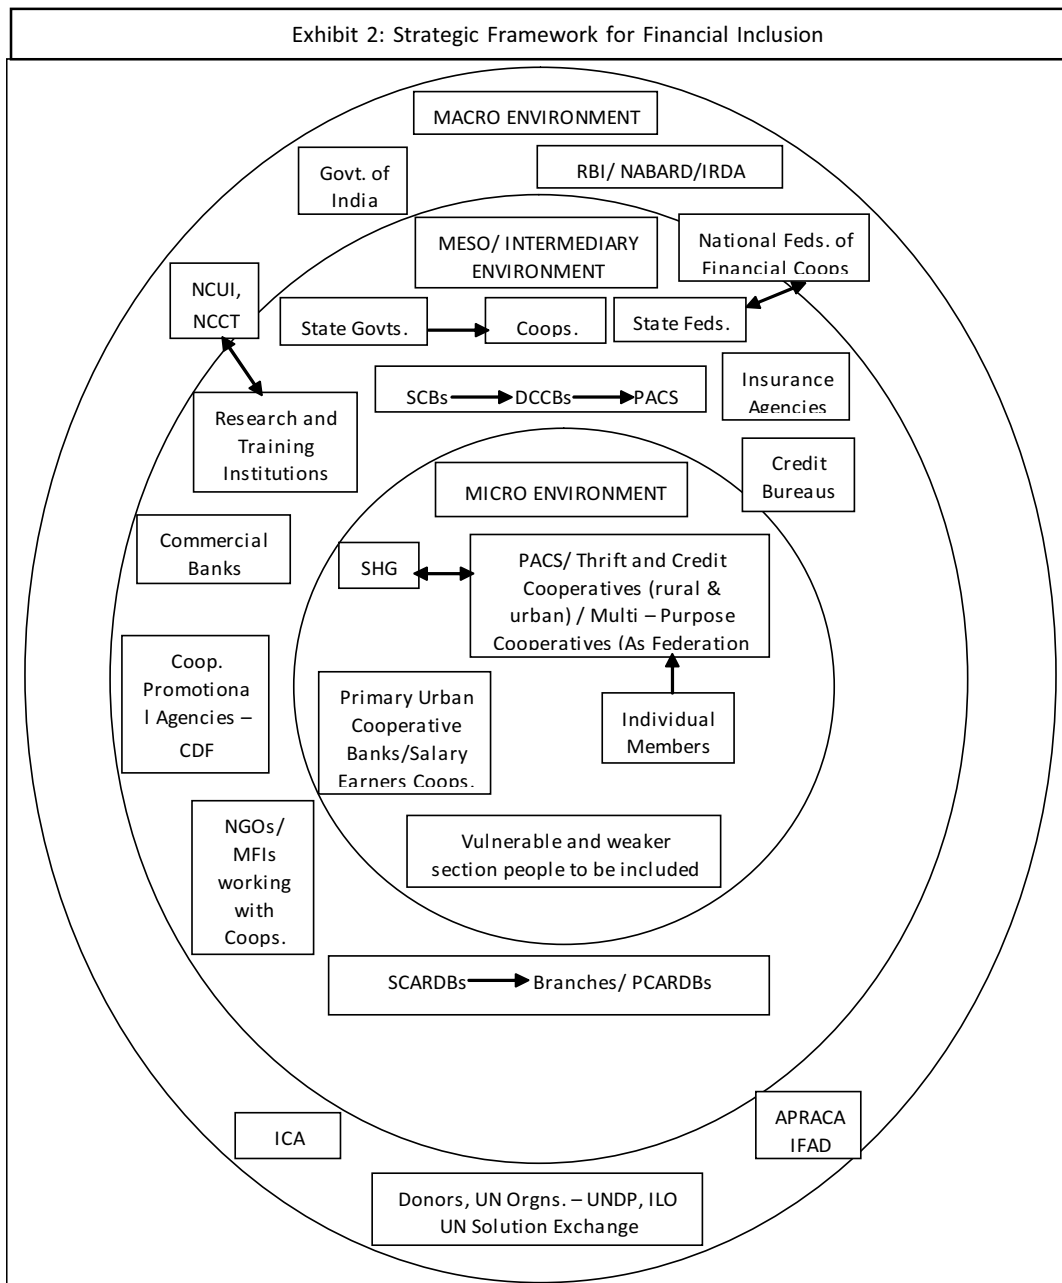 Exhibit 2: Strategic Framework for Financial Inclusion
MACRO ENVIRONMENT
Govt. of
India
RBI/ NABARD/IRDA
MESO/ INTERMEDIARY
ENVIRONMENT
National Feds. of
Financial Coops
NCUI,
NCCT
State Govts.
Coops.
State Feds.
SCBs DCCBs PACS
Insurance
Agencies
Research and
Training
Institutions
Credit
Bureaus
MICRO ENVIRONMENT
Commercial
Banks
SHG
PACS/ Thrift and Credit
Cooperatives (rural &
urban) / Multi – Purpose
Cooperatives (As Federation
Coop.
Promotiona
l Agencies –
CDF
Primary Urban
Cooperative
Banks/Salary
Earners Coops.
Individual
Members
NGOs/
MFIs
working
with
Coops.
Vulnerable and weaker
section people to be included
SCARDBs Branches/ PCARDBs
ICA
APRACA
IFAD
Donors, UN Orgns. – UNDP, ILO
UN Solution Exchange